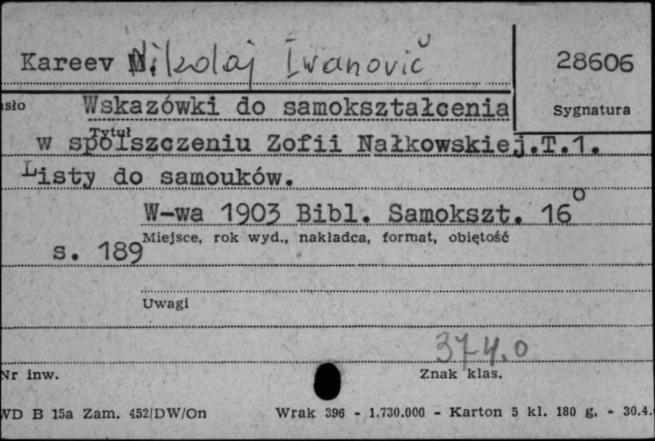 Kareev Nikolaj Ivanovič
28606
sło Wskazówki do samokształcenia
Sygnatura
Tytuł
w spolszczeniu Zofii Nałkowskiej.T.1.
Listy do samouków.
W-wa 1903 Bibl. Samokszt. 16°
Miejsce, rok wyd., nakładca, format, obiętość
s. 189
Uwagi
374.0
Nr inw.
Znak klas.
WD B 15a Zam. 452/DW/On Wrak 396 - 1.730.000 - Karton 5 kl. 180 g. - 30.4.